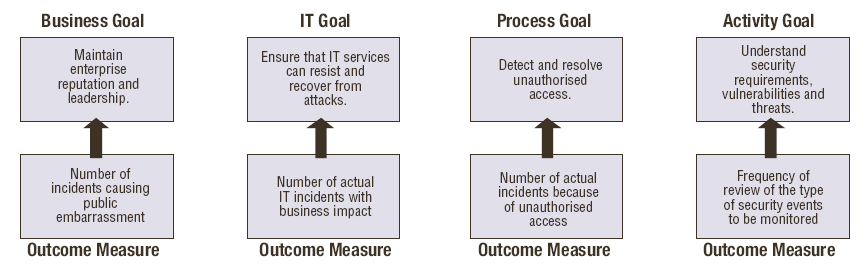 Business Goal
Maintain
enterprise
reputation and
leadership.
Number of
incidents causing
public
embarrassment
Outcome Measure
IT Goal
Ensure that IT services
can resist and
recover from
attacks.
Number of actual
IT incidents with
business impact
Outcome Measure
Process Goal
Detect and resolve
unauthorised
access.
Number of actual
incidents because
of unauthorised
access
Outcome Measure
Activity Goal
Understand
security
requirements,
vulnerabilities and
threats.
Frequency of
review of the type
of security events
to be monitored
Outcome Measure